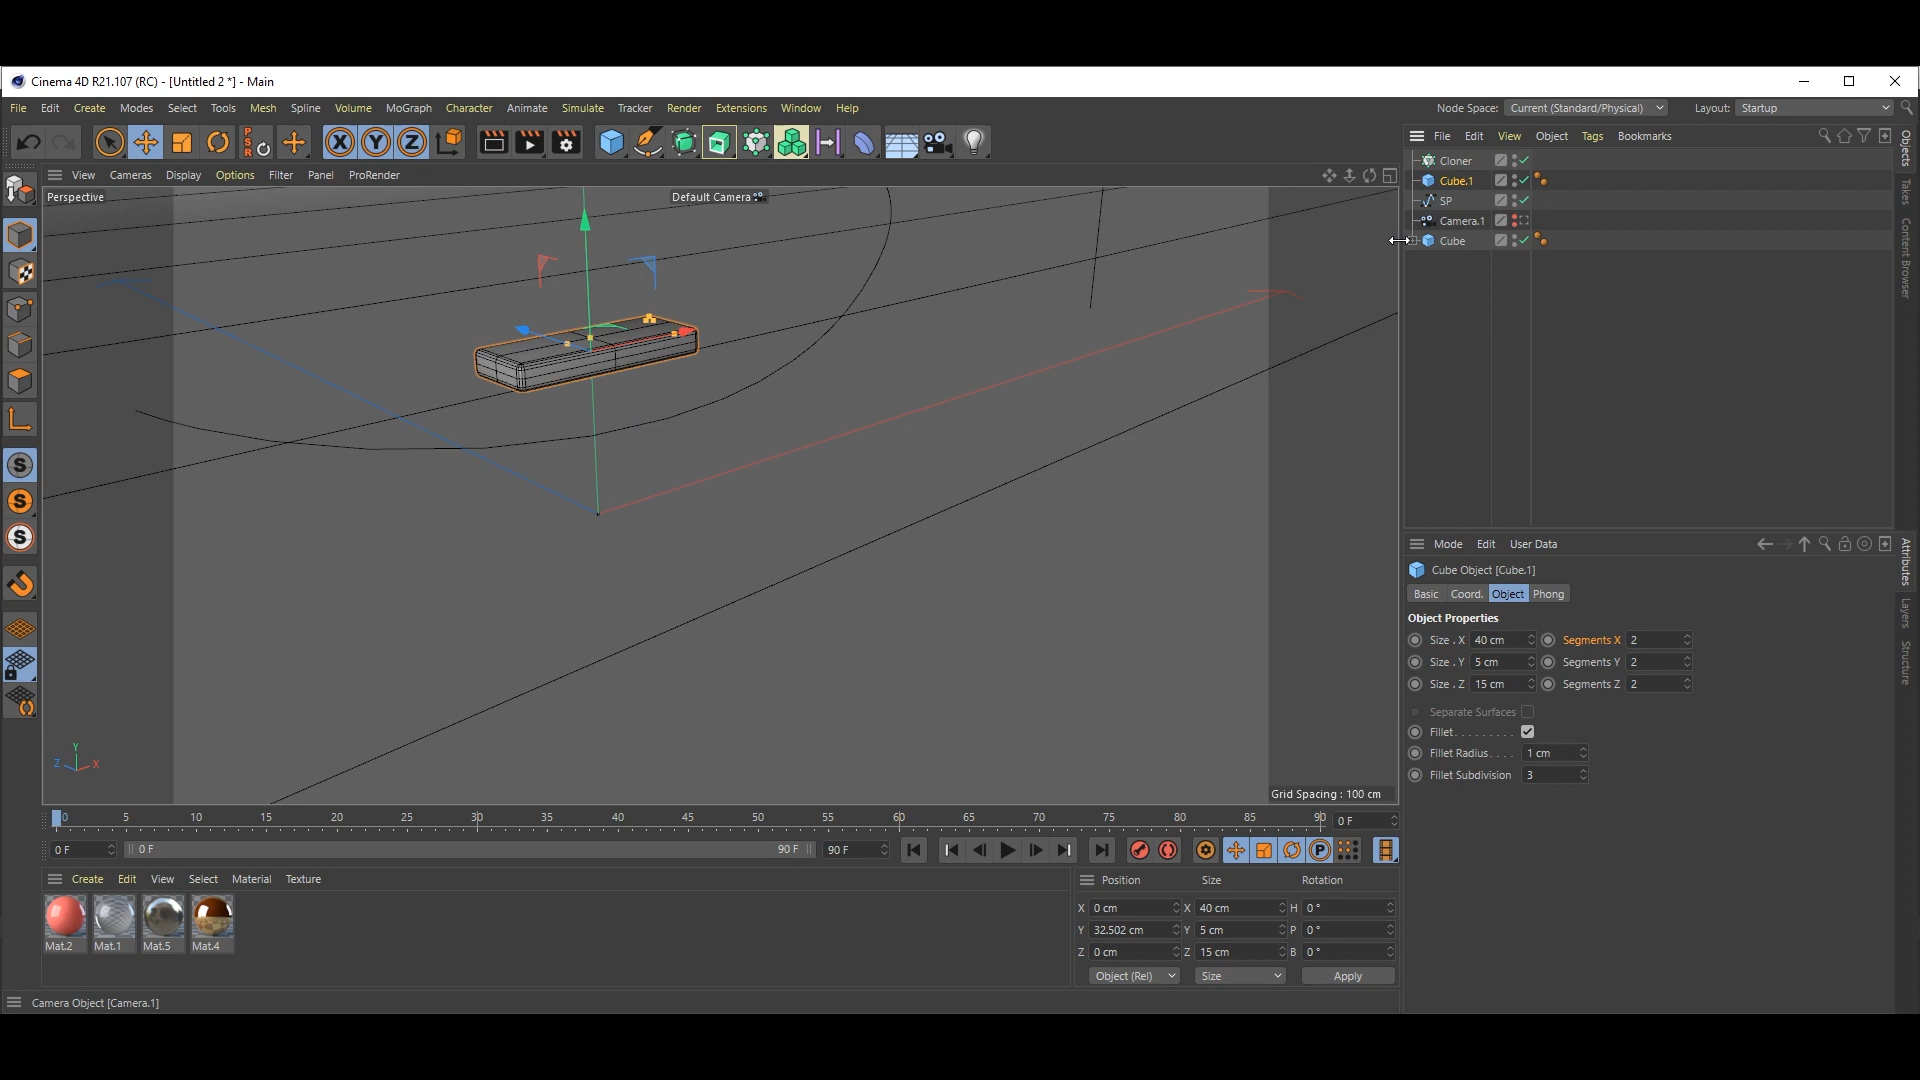 Cinema 4D R21.107 (RC) - [Untitled 2 *] - Main
File Edit Create Modes Select Tools Mesh Spline Volume MoGraph Character Animate Simulate Tracker Render Extensions Window Help
Node Space: Current (Standard/Physical) Layout: Startup
P S R X Y Z
File Edit View Object Tags Bookmarks
View Cameras Display Options Filter Panel ProRender
Perspective
Default Camera
Cloner
Cube.1
SP
Camera.1
Cube
Objects
Takes
Content Browser
S
S
S
Y
Z X
Grid Spacing : 100 cm
Mode Edit User Data
Cube Object [Cube.1]
Basic Coord. Object Phong
Object Properties
Size . X 40 cm Segments X 2
Size . Y 5 cm Segments Y 2
Size . Z 15 cm Segments Z 2
Separate Surfaces
Fillet . . . . . . . . .
Fillet Radius . . . . 1 cm
Fillet Subdivision 3
Attributes
Layers
Structure
0 5 10 15 20 25 30 35 40 45 50 55 60 65 70 75 80 85 90 0 F
0 F 0 F 90 F 90 F P
Create Edit View Select Material Texture
Mat.2 Mat.1 Mat.5 Mat.4
Position Size Rotation
X 0 cm X 40 cm H 0 °
Y 32.502 cm Y 5 cm P 0 °
Z 0 cm Z 15 cm B 0 °
Object (Rel) Size Apply
Camera Object [Camera.1]